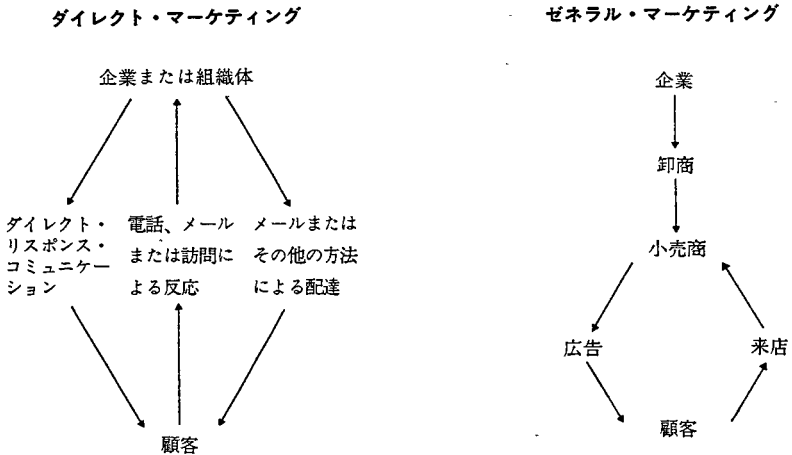 ダイレクト・マーケティング
企業または組織体
ダイレクト・
リスポンス・
コミュニケー
ション
電話、メール
または訪問に
よる反応
メールまたは
その他の方法
による配達
顧客
ゼネラル・マーケティング
企業
卸商
小売商
広告
来店
顧客